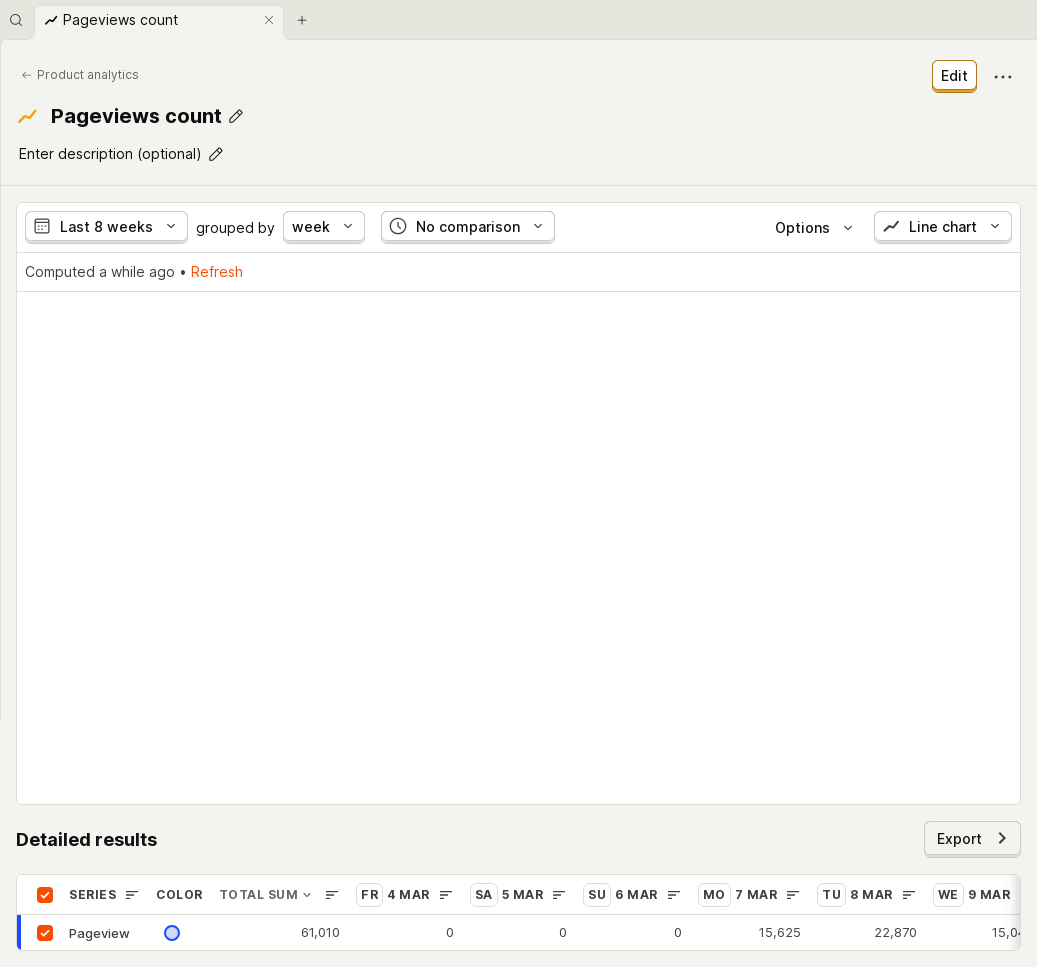 Pageviews count
Product analytics
Edit
Pageviews count
Enter description (optional)
Last 8 weeks grouped by week No comparison Options Line chart
Computed a while ago • Refresh
Detailed results
Export
SERIES COLOR TOTAL SUM FR 4 MAR SA 5 MAR SU 6 MAR MO 7 MAR TU 8 MAR WE 9 MAR
Pageview 61,010 0 0 0 15,625 22,870